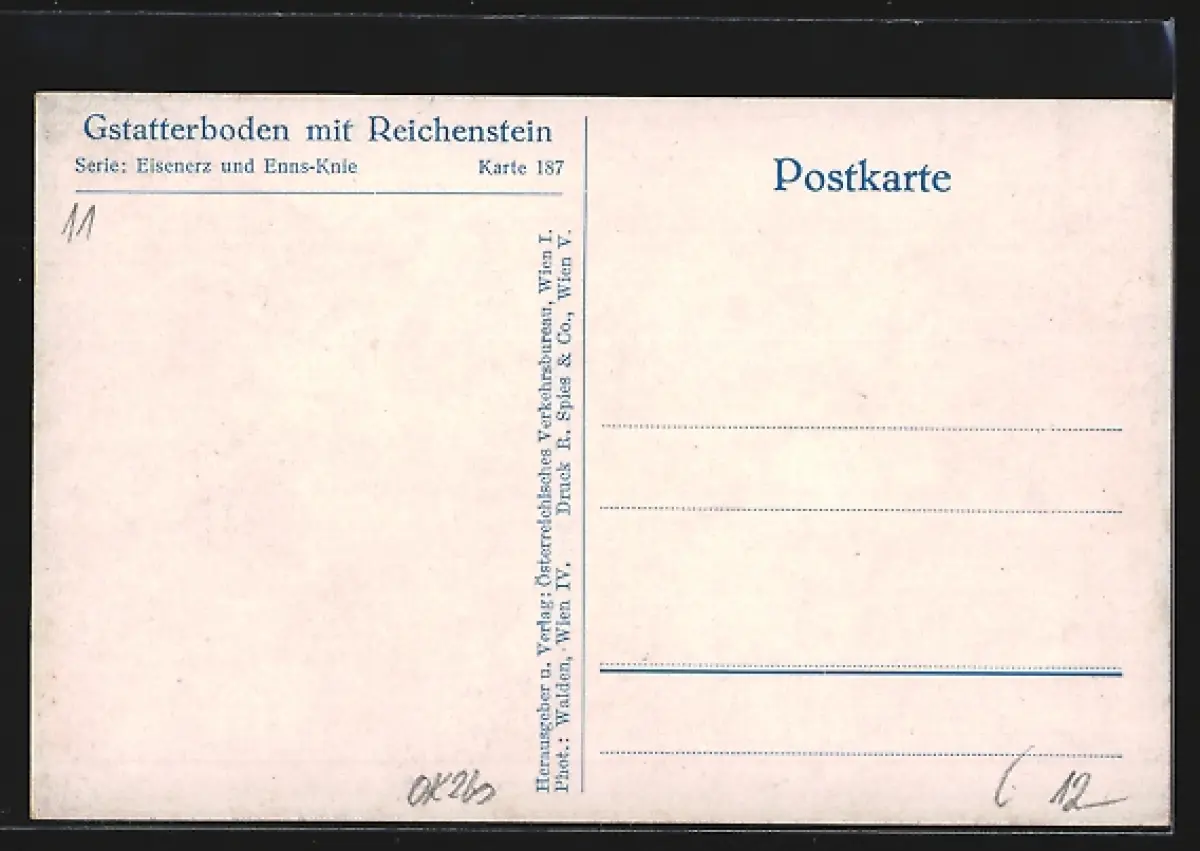 Gstatterboden mit Reichenstein
Serie: Eisenerz und Enns-Knie Karte 187
11
Postkarte
Herausgeber u. Verlag: Österreichisches Verkehrsbureau, Wien I.
Phot.: Walden, Wien IV. Druck R. Spies & Co., Wien V.
12